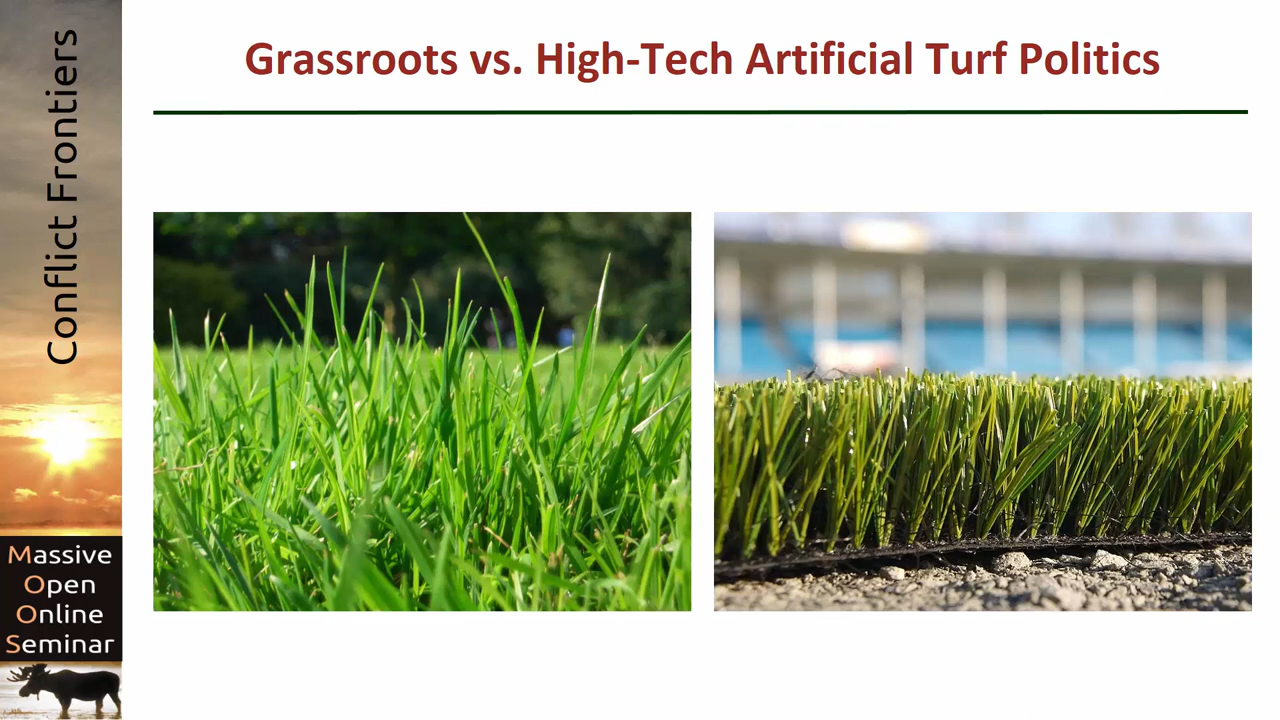 Grassroots vs. High-Tech Artificial Turf Politics
Conflict Frontiers
Massive
Open
Online
Seminar